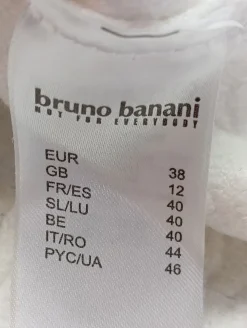 bruno banani
NOT FOR EVERYBODY
EUR 38
GB 12
FR/ES 40
SL/LU 40
BE 40
IT/RO 44
PYC/UA 46